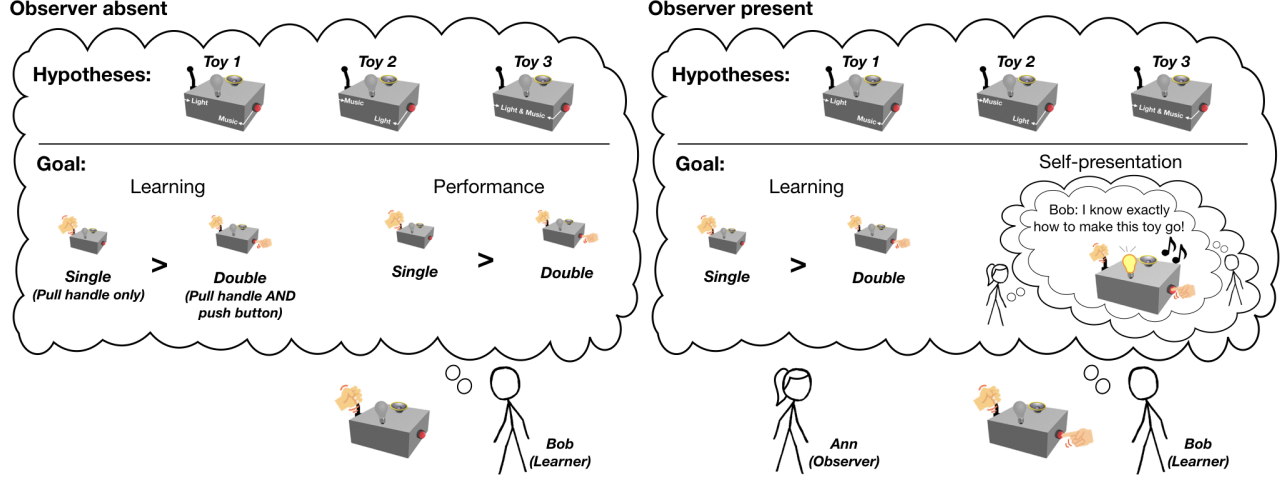 Observer absent
Hypotheses:
Toy 1
Toy 2
Toy 3
Light
Music
Music
Light
Light & Music
Goal:
Learning
Performance
Single
(Pull handle only)
>
Double
(Pull handle AND
push button)
Single
>
Double
Bob
(Learner)
Observer present
Hypotheses:
Toy 1
Toy 2
Toy 3
Light
Music
Music
Light
Light & Music
Goal:
Learning
Self-presentation
Single
>
Double
Bob: I know exactly
how to make this toy go!
Ann
(Observer)
Bob
(Learner)